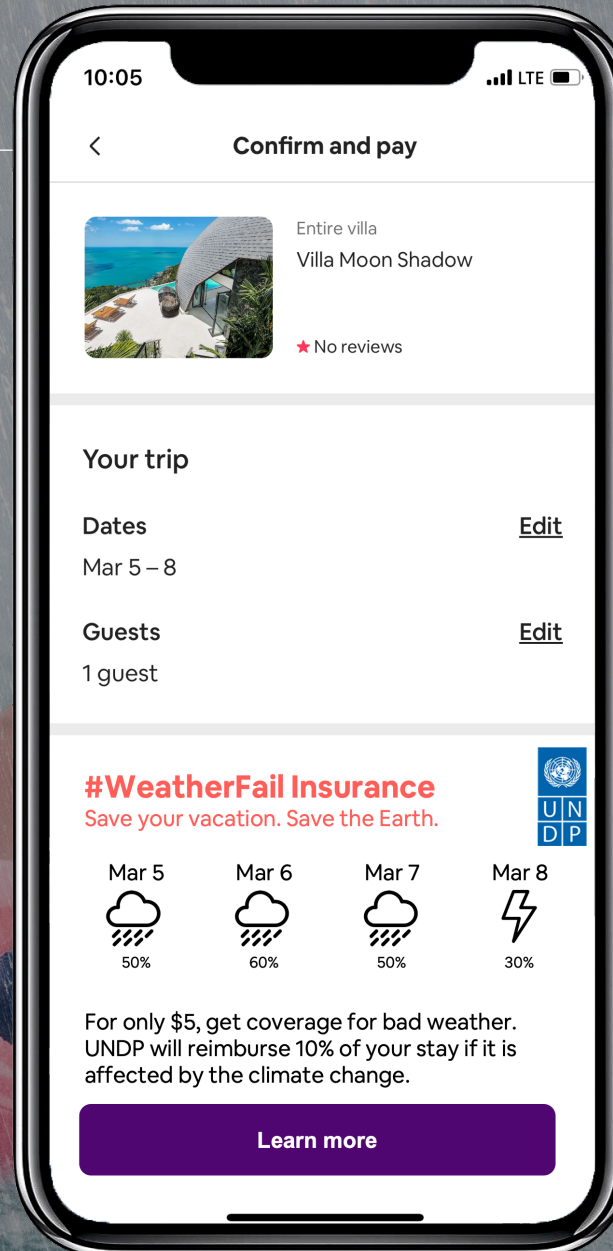 10:05
LTE
Confirm and pay
Entire villa
Villa Moon Shadow
No reviews
Your trip
Dates
Edit
Mar 5 – 8
Guests
Edit
1 guest
#WeatherFail Insurance
Save your vacation. Save the Earth.
U N
D P
Mar 5 Mar 6 Mar 7 Mar 8
50% 60% 50% 30%
For only $5, get coverage for bad weather.
UNDP will reimburse 10% of your stay if it is
affected by the climate change.
Learn more